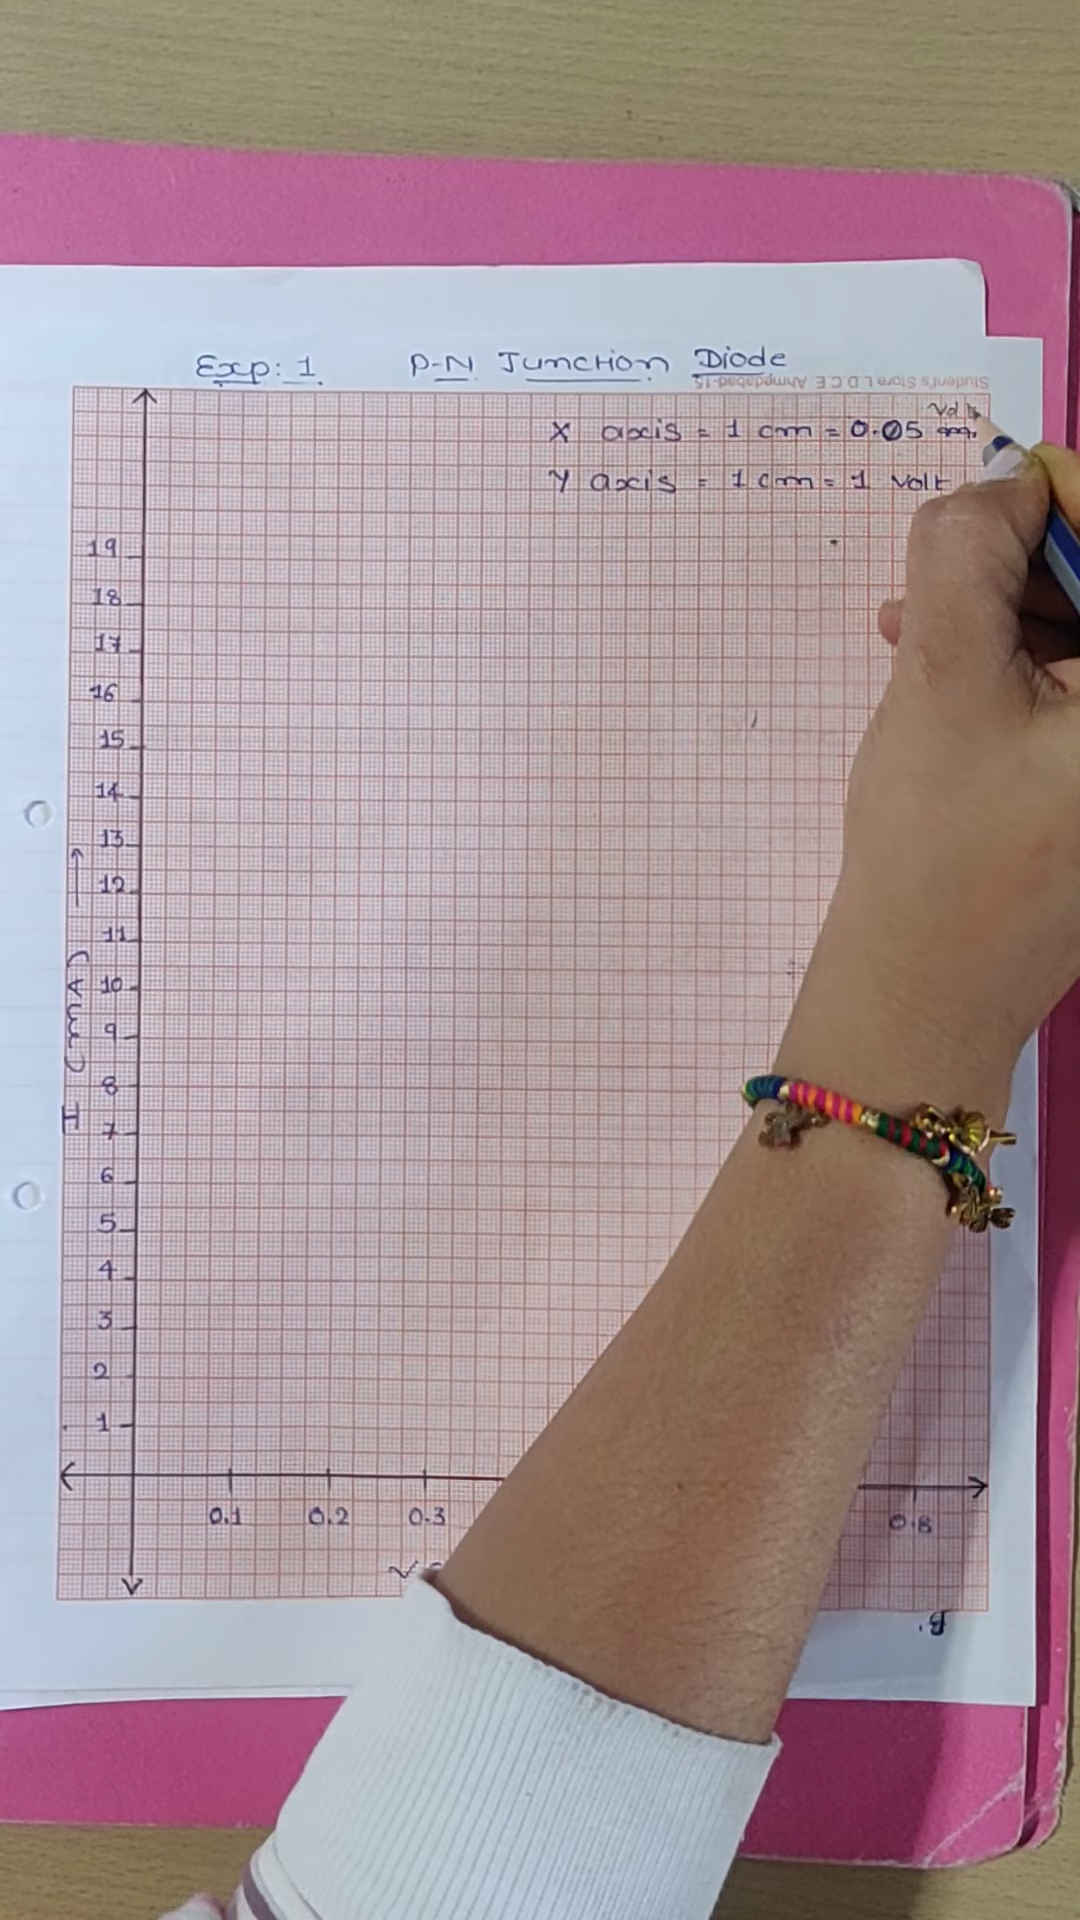 Exp: 1 P-N Junction Diode
Student's Store L.D.C.E. Ahmedabad-15
Volt
X axis = 1 cm = 0.05
Y axis = 1 cm = 1 Volt
19
18
17
16
15
14
13
12
11
10
9
8
7
6
5
4
3
2
1
I (mA)
0.1 0.2 0.3 0.8